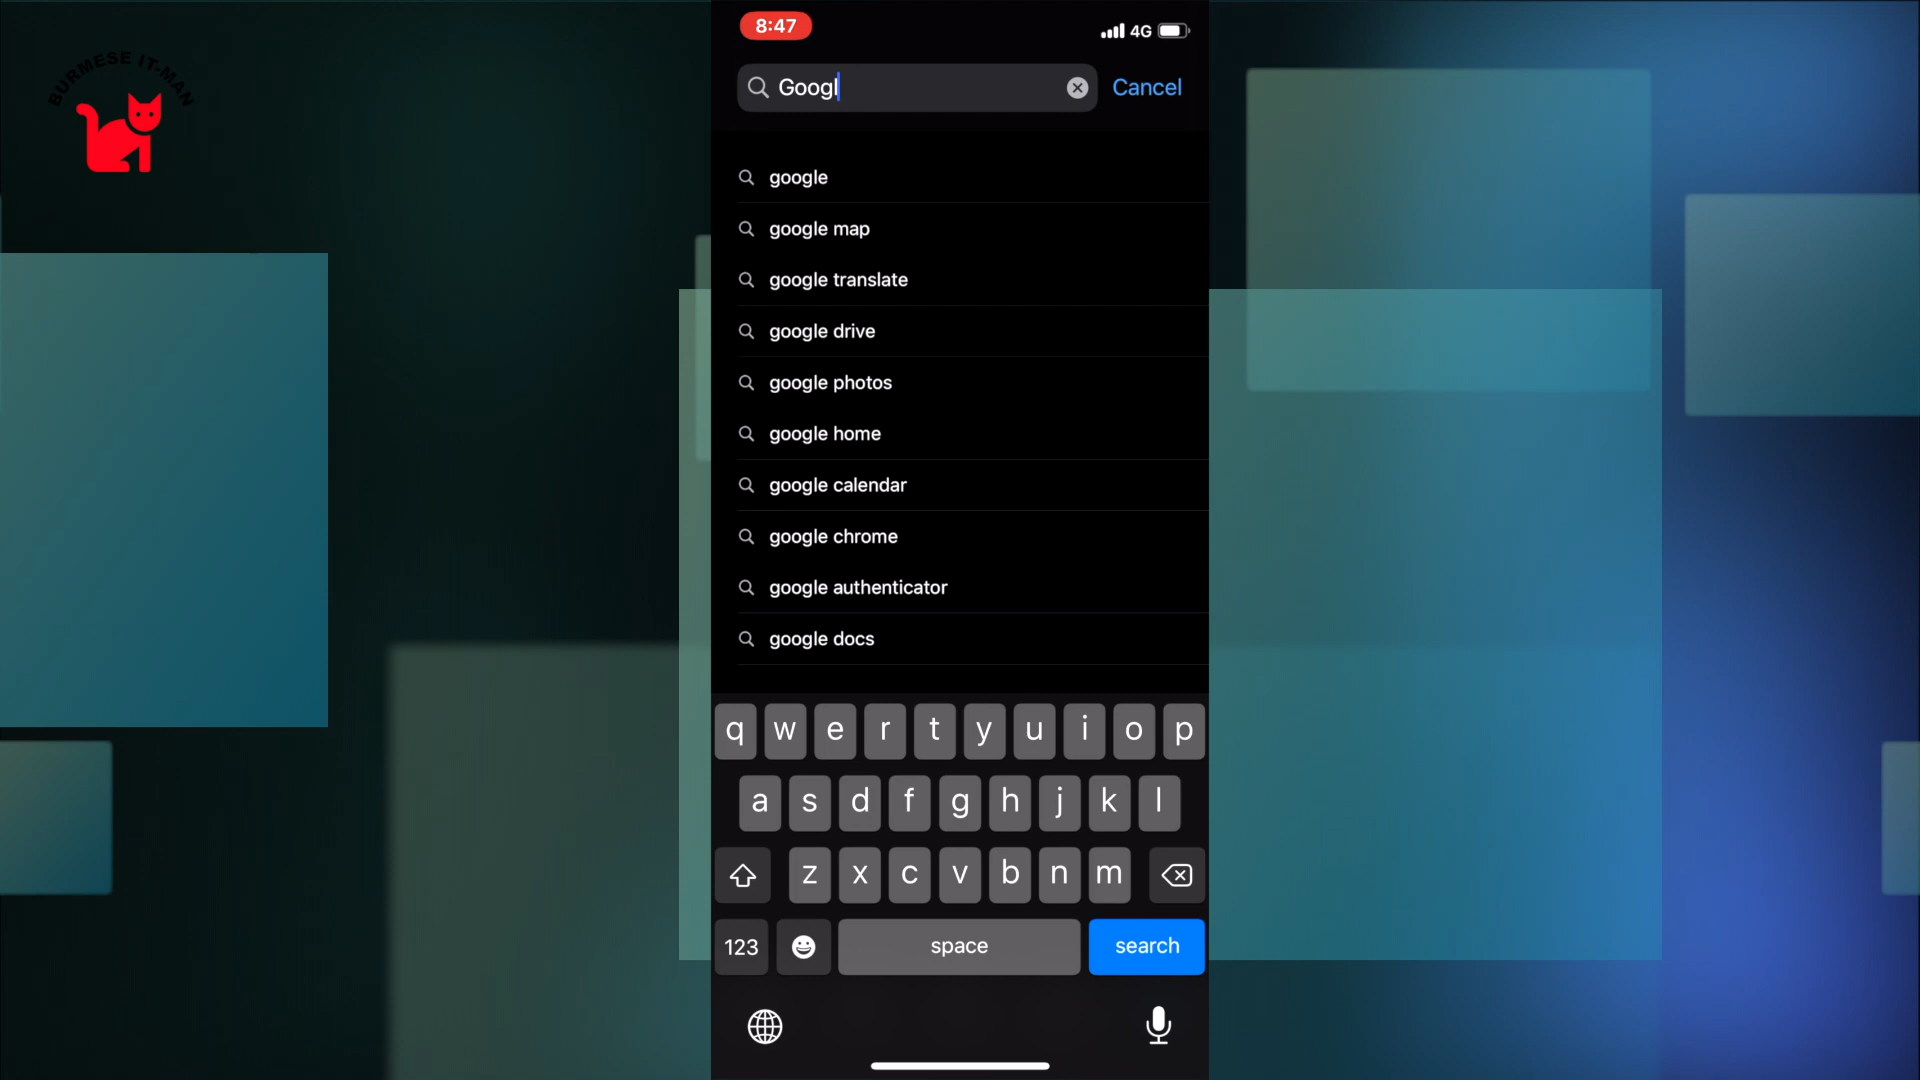 BURMESE IT-MAN
8:47
4G
Googl
Cancel
google
google map
google translate
google drive
google photos
google home
google calendar
google chrome
google authenticator
google docs
q w e r t y u i o p
a s d f g h j k l
z x c v b n m
123 space search